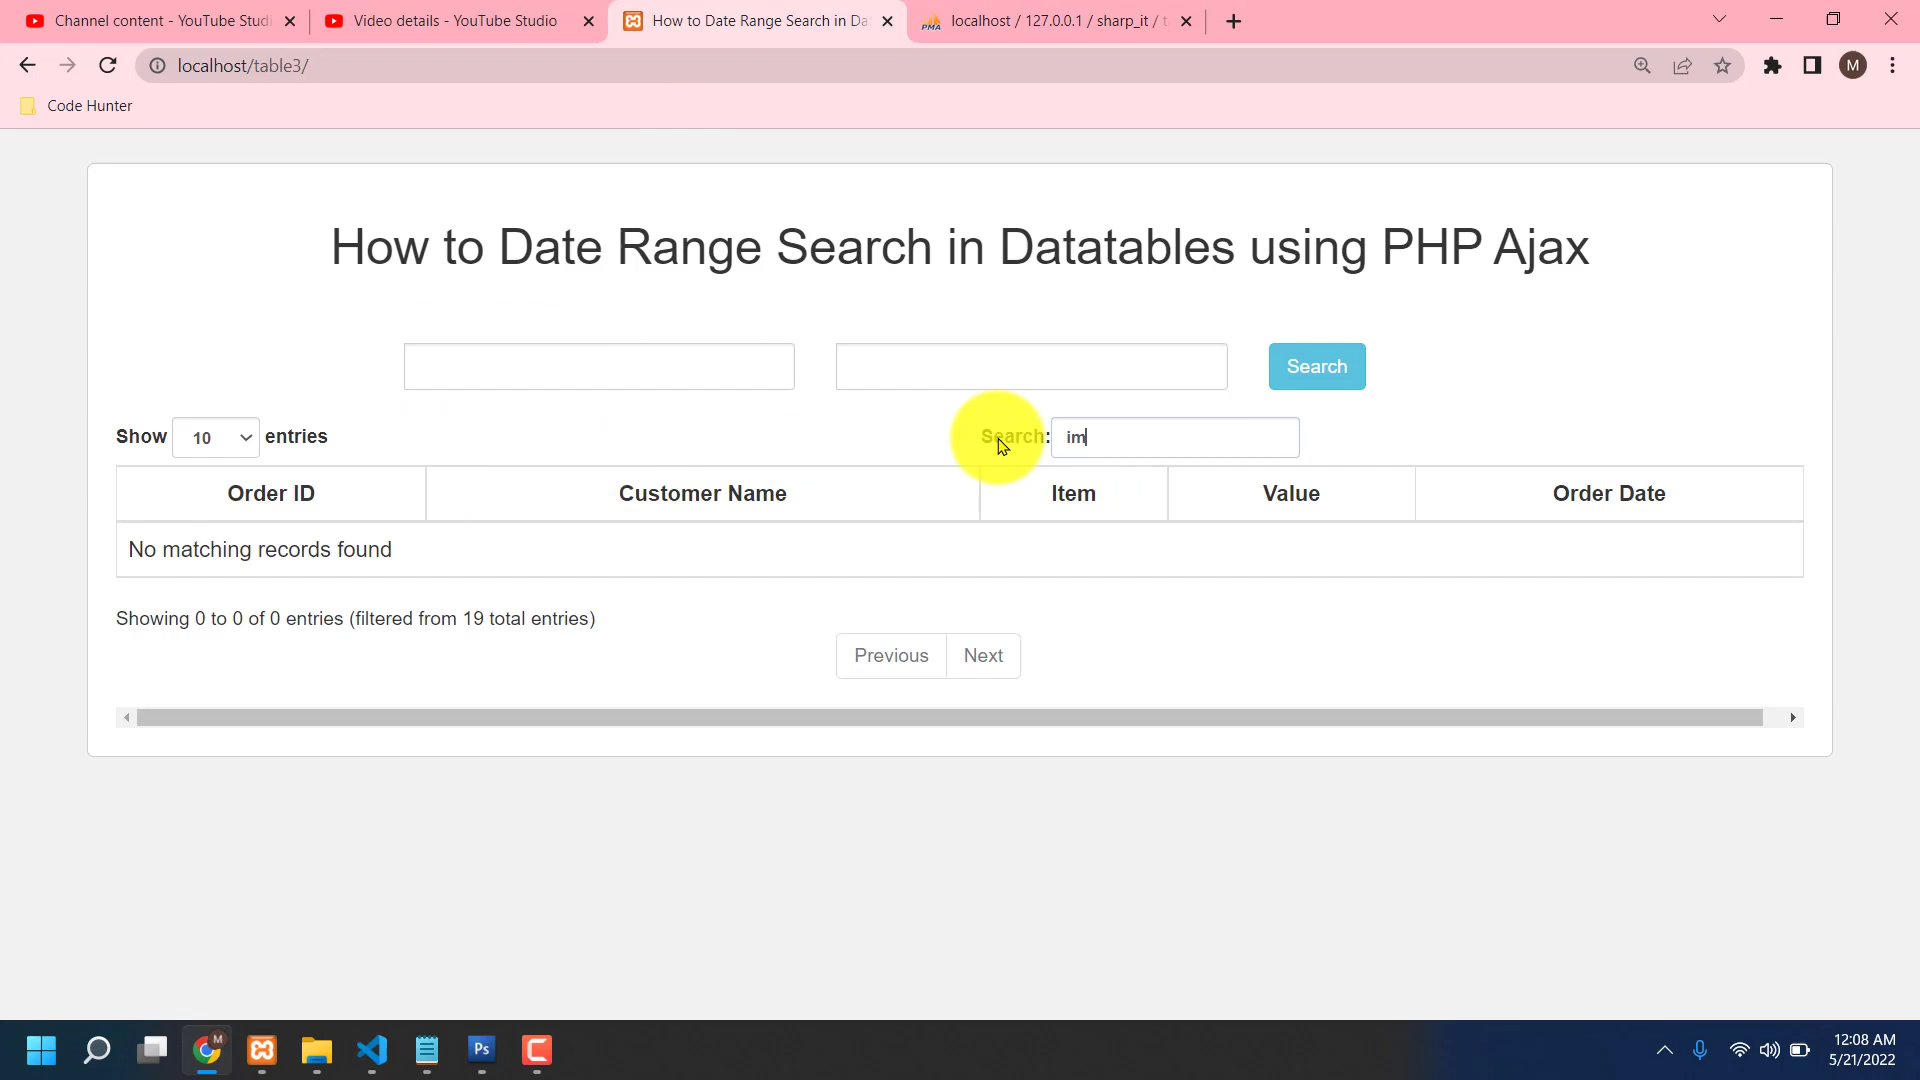 Channel content - YouTube Studi
Video details - YouTube Studio
How to Date Range Search in Da
localhost / 127.0.0.1 / sharp_it / t
localhost/table3/
M
Code Hunter
How to Date Range Search in Datatables using PHP Ajax
Search
Show 10 entries
Search: im
Order ID Customer Name Item Value Order Date
No matching records found
Showing 0 to 0 of 0 entries (filtered from 19 total entries)
Previous Next
M
Ps
12:08 AM
5/21/2022